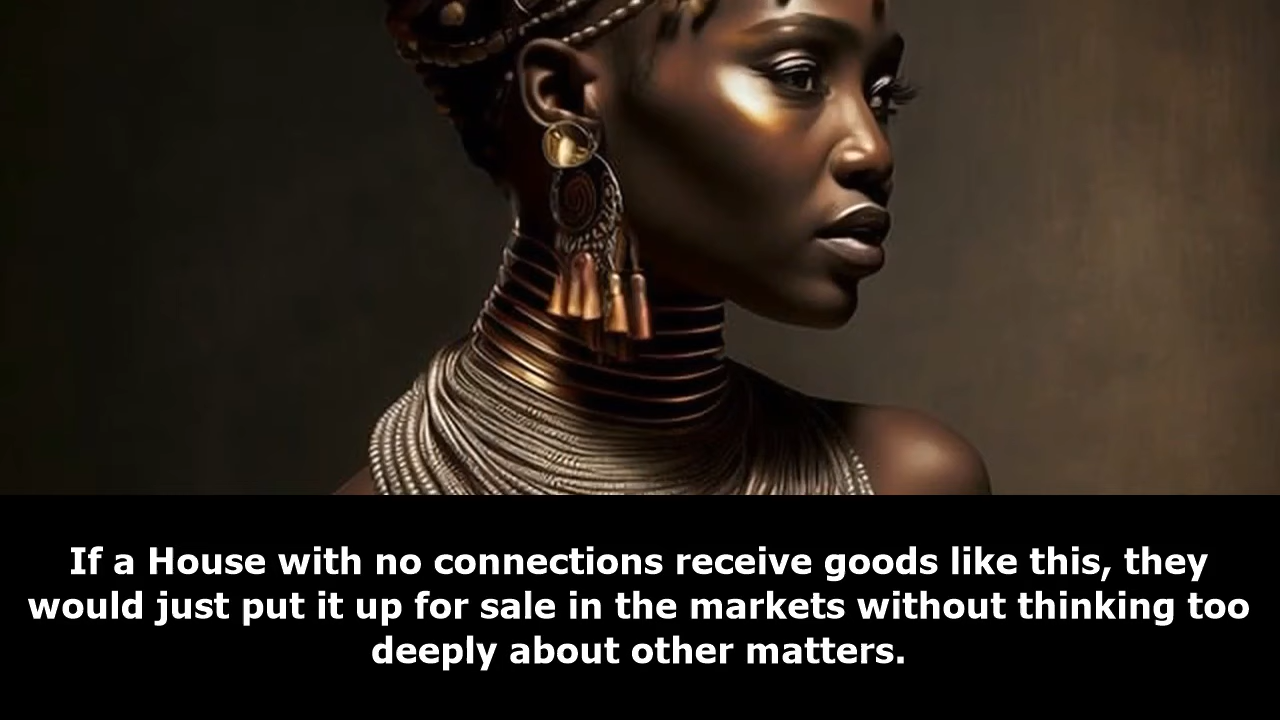 If a House with no connections receive goods like this, they
would just put it up for sale in the markets without thinking too
deeply about other matters.